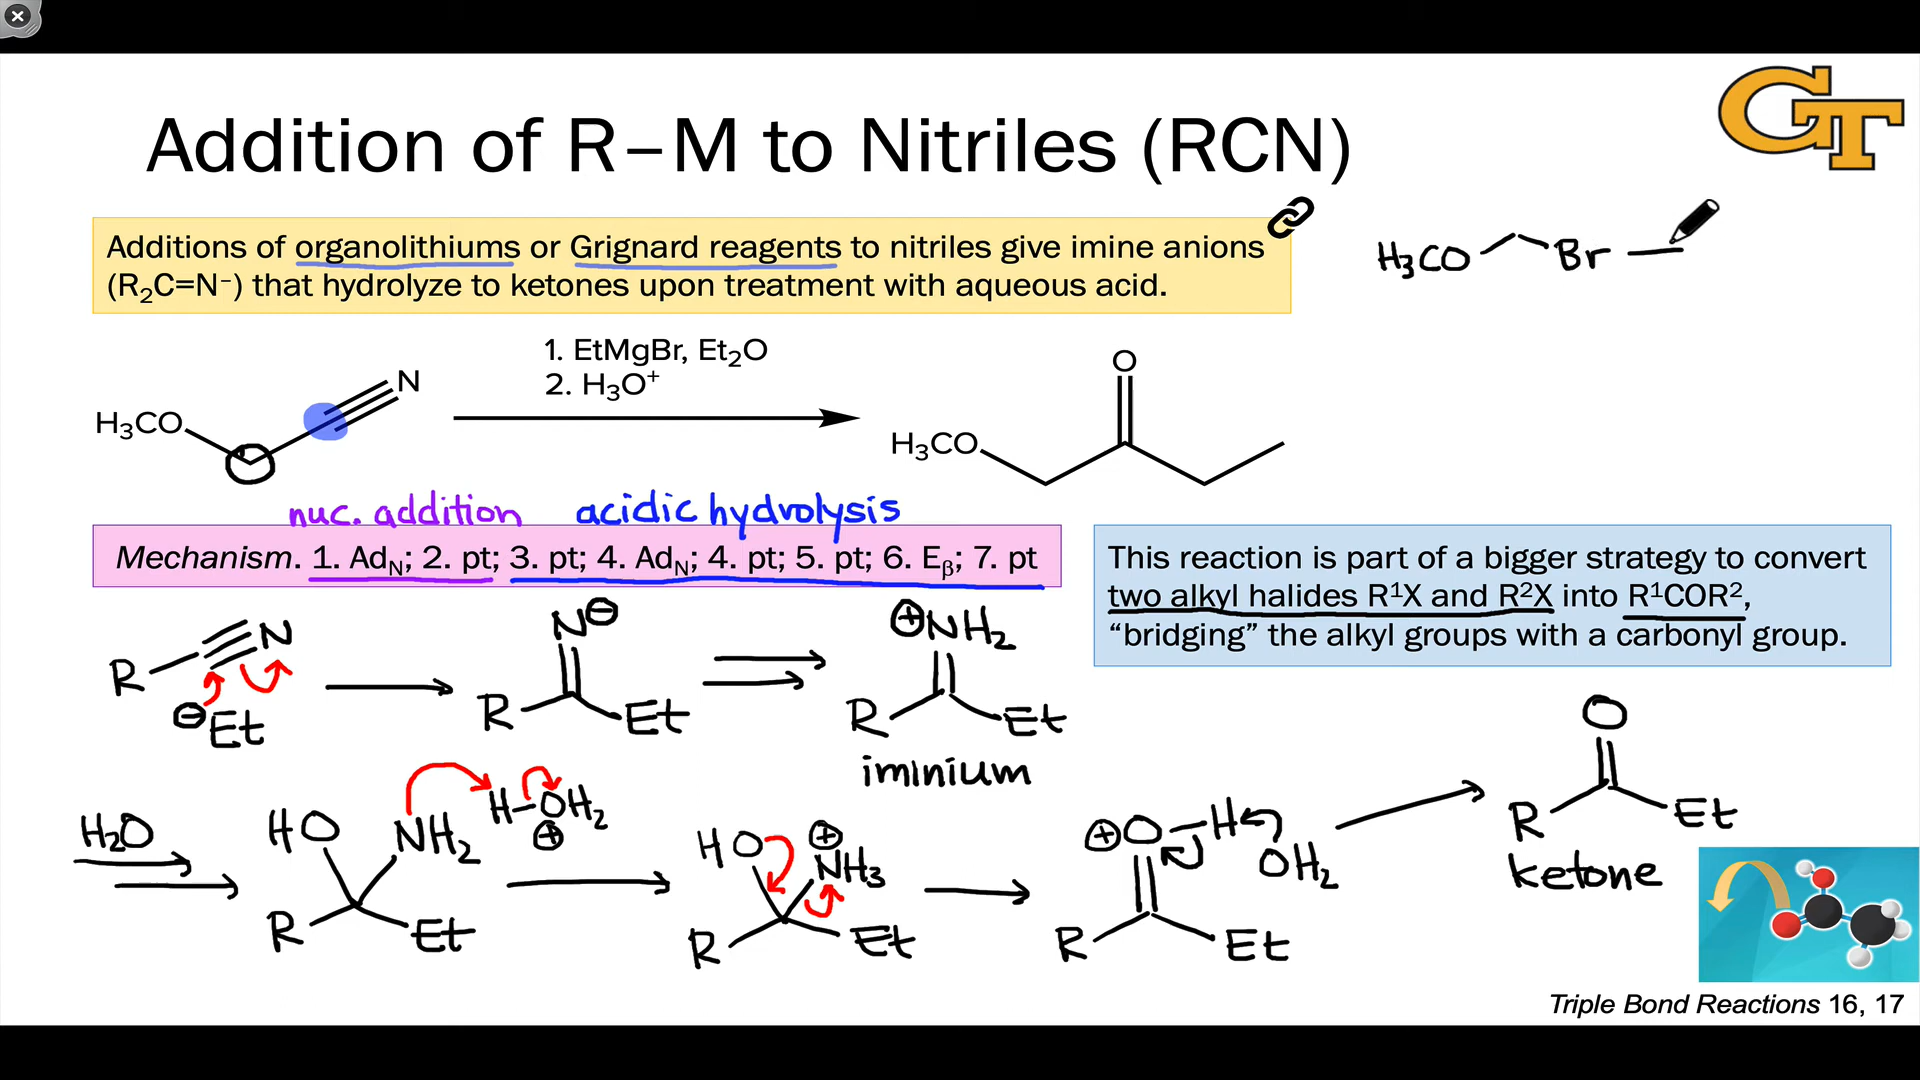 GT
Addition of R–M to Nitriles (RCN)
Additions of organolithiums or Grignard reagents to nitriles give imine anions
(R₂C=N⁻) that hydrolyze to ketones upon treatment with aqueous acid.
H₃CO Br
1. EtMgBr, Et₂O
2. H₃O⁺
H₃CO N
H₃CO O
nuc. addition acidic hydrolysis
Mechanism. 1. Adₙ; 2. pt; 3. pt; 4. Adₙ; 4. pt; 5. pt; 6. Eᵦ; 7. pt
This reaction is part of a bigger strategy to convert
two alkyl halides R¹X and R²X into R¹COR²,
“bridging” the alkyl groups with a carbonyl group.
R N
⊖Et
N⊖
R Et
⊕NH₂
R Et
iminium
H₂O
HO NH₂
R Et
H–OH₂
⊕
HO ⊕NH₃
R Et
⊕O–H
OH₂
R Et
O
R Et
ketone
Triple Bond Reactions 16, 17